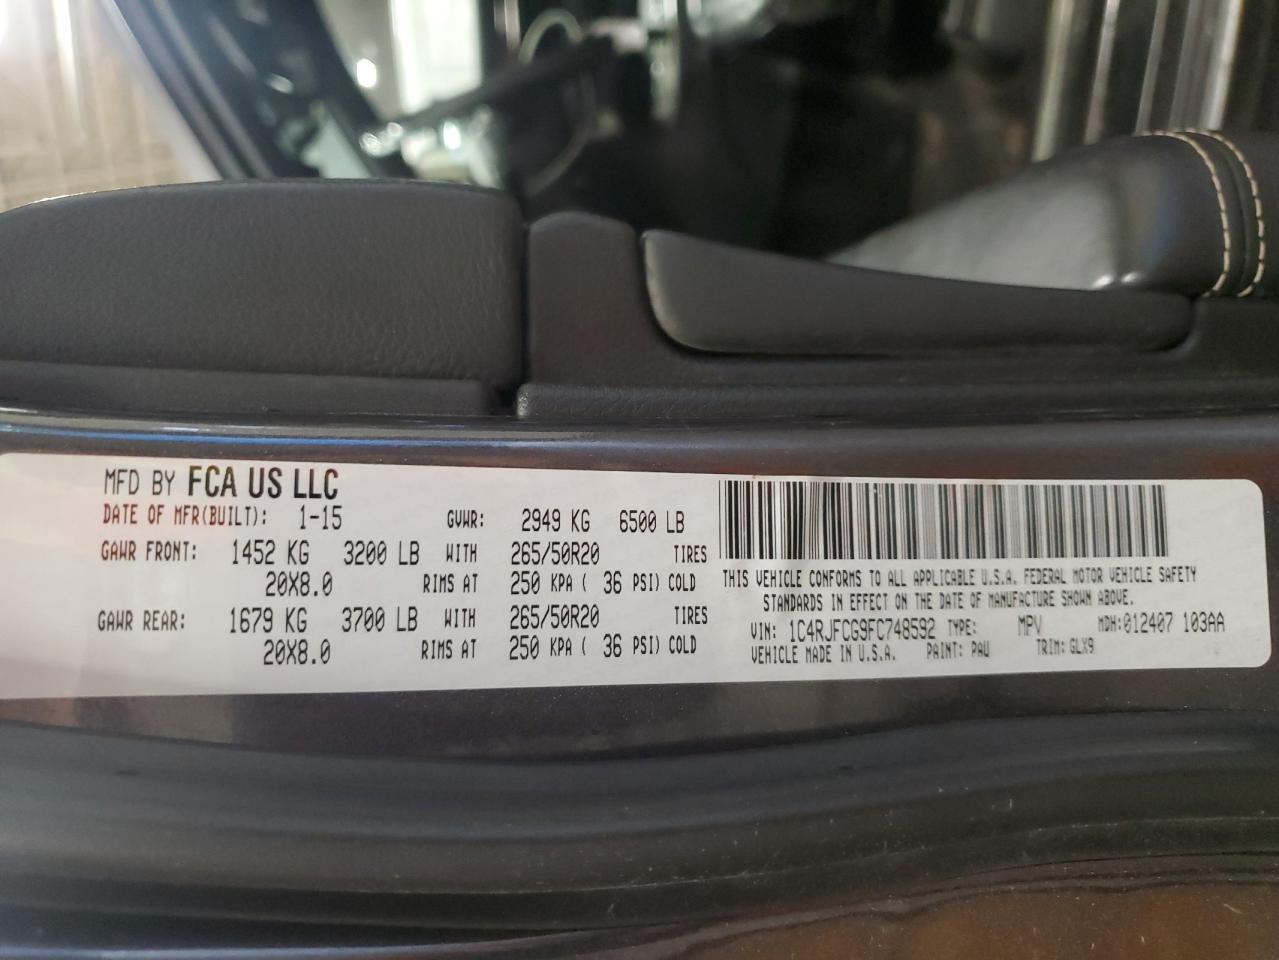 MFD BY FCA US LLC
DATE OF MFR(BUILT): 1-15 GVWR: 2949 KG 6500 LB
GAWR FRONT: 1452 KG 3200 LB WITH 265/50R20 TIRES
20X8.0 RIMS AT 250 KPA ( 36 PSI) COLD
GAWR REAR: 1679 KG 3700 LB WITH 265/50R20 TIRES
20X8.0 RIMS AT 250 KPA ( 36 PSI) COLD
THIS VEHICLE CONFORMS TO ALL APPLICABLE U.S.A. FEDERAL MOTOR VEHICLE SAFETY
STANDARDS IN EFFECT ON THE DATE OF MANUFACTURE SHOWN ABOVE.
VIN: 1C4RJFCG9FC748592 TYPE: MPV MDH:012407 103AA
VEHICLE MADE IN U.S.A. PAINT: PAU TRIM: GLX9